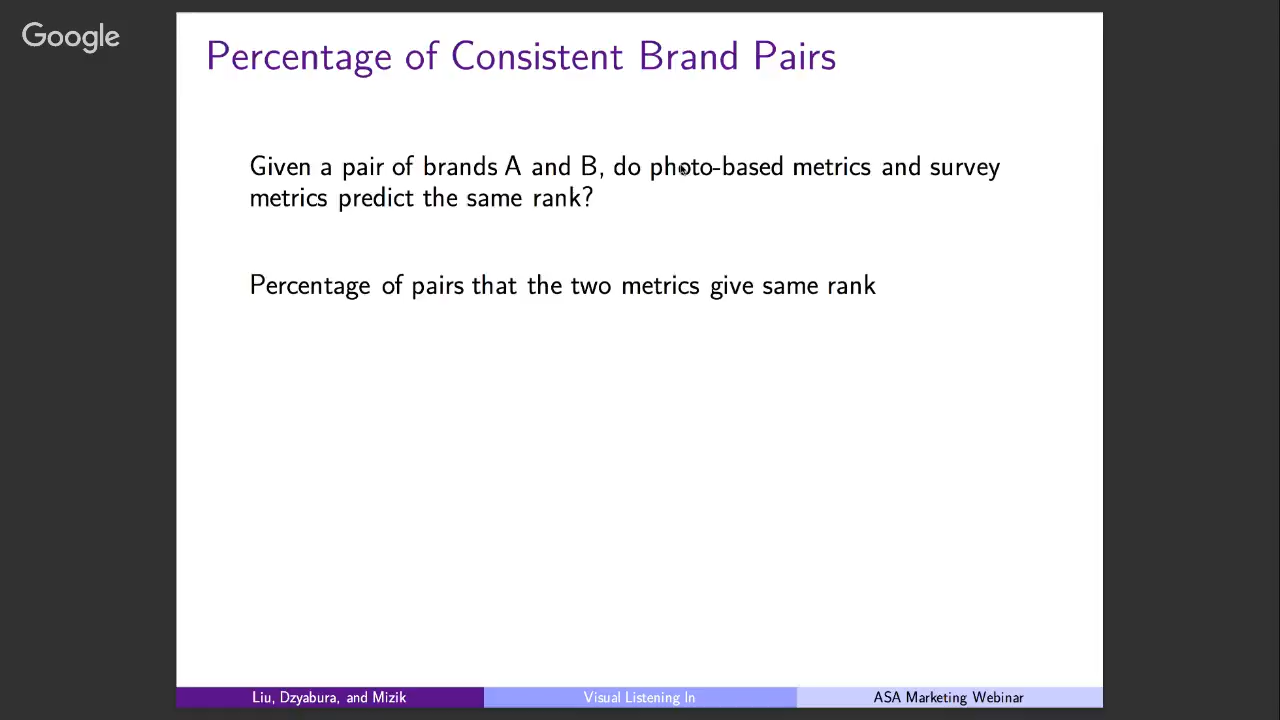 Google
Percentage of Consistent Brand Pairs
Given a pair of brands A and B, do photo-based metrics and survey
metrics predict the same rank?
Percentage of pairs that the two metrics give same rank
Liu, Dzyabura, and Mizik
Visual Listening In
ASA Marketing Webinar